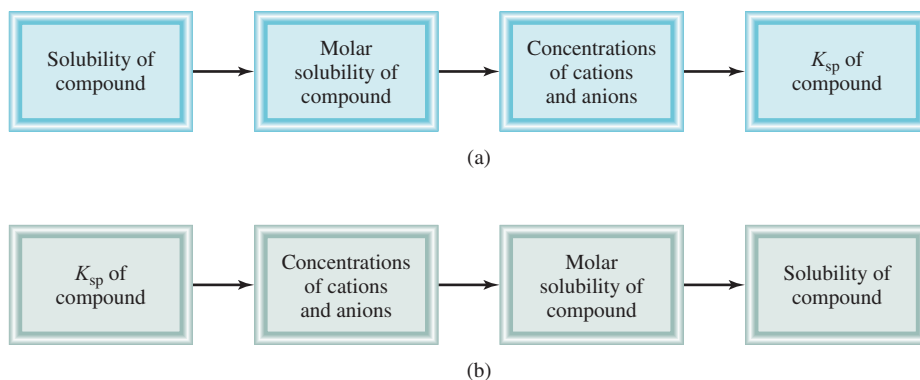 Solubility of
compound
Molar
solubility of
compound
Concentrations
of cations
and anions
Ksp of
compound
(a)
Ksp of
compound
Concentrations
of cations
and anions
Molar
solubility of
compound
Solubility of
compound
(b)